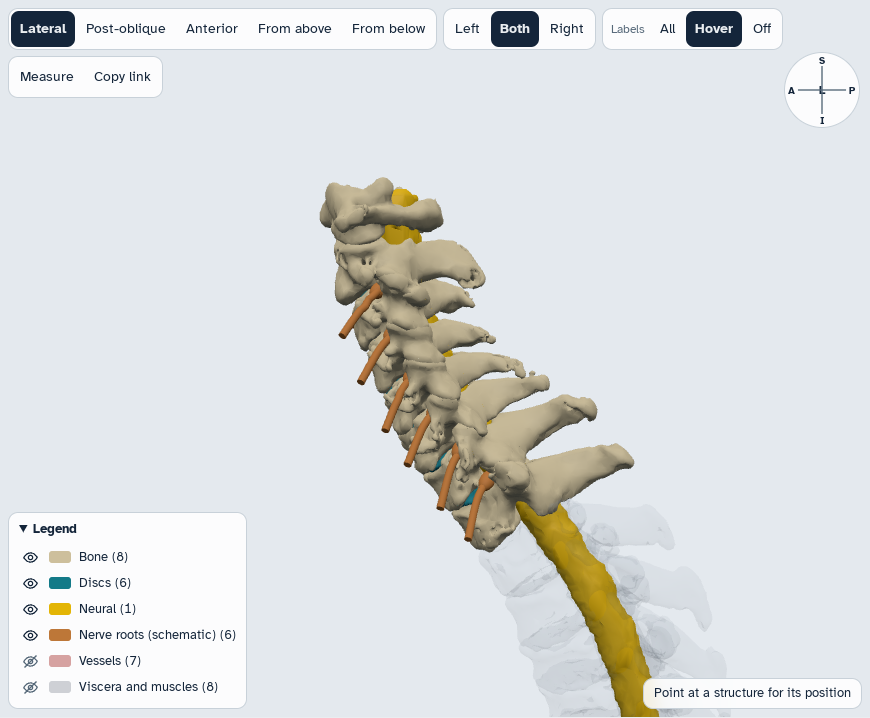 Lateral Post-oblique Anterior From above From below Left Both Right Labels All Hover Off
Measure Copy link
S
A L P
I
▼ Legend
Bone (8)
Discs (6)
Neural (1)
Nerve roots (schematic) (6)
Vessels (7)
Viscera and muscles (8)
Point at a structure for its position